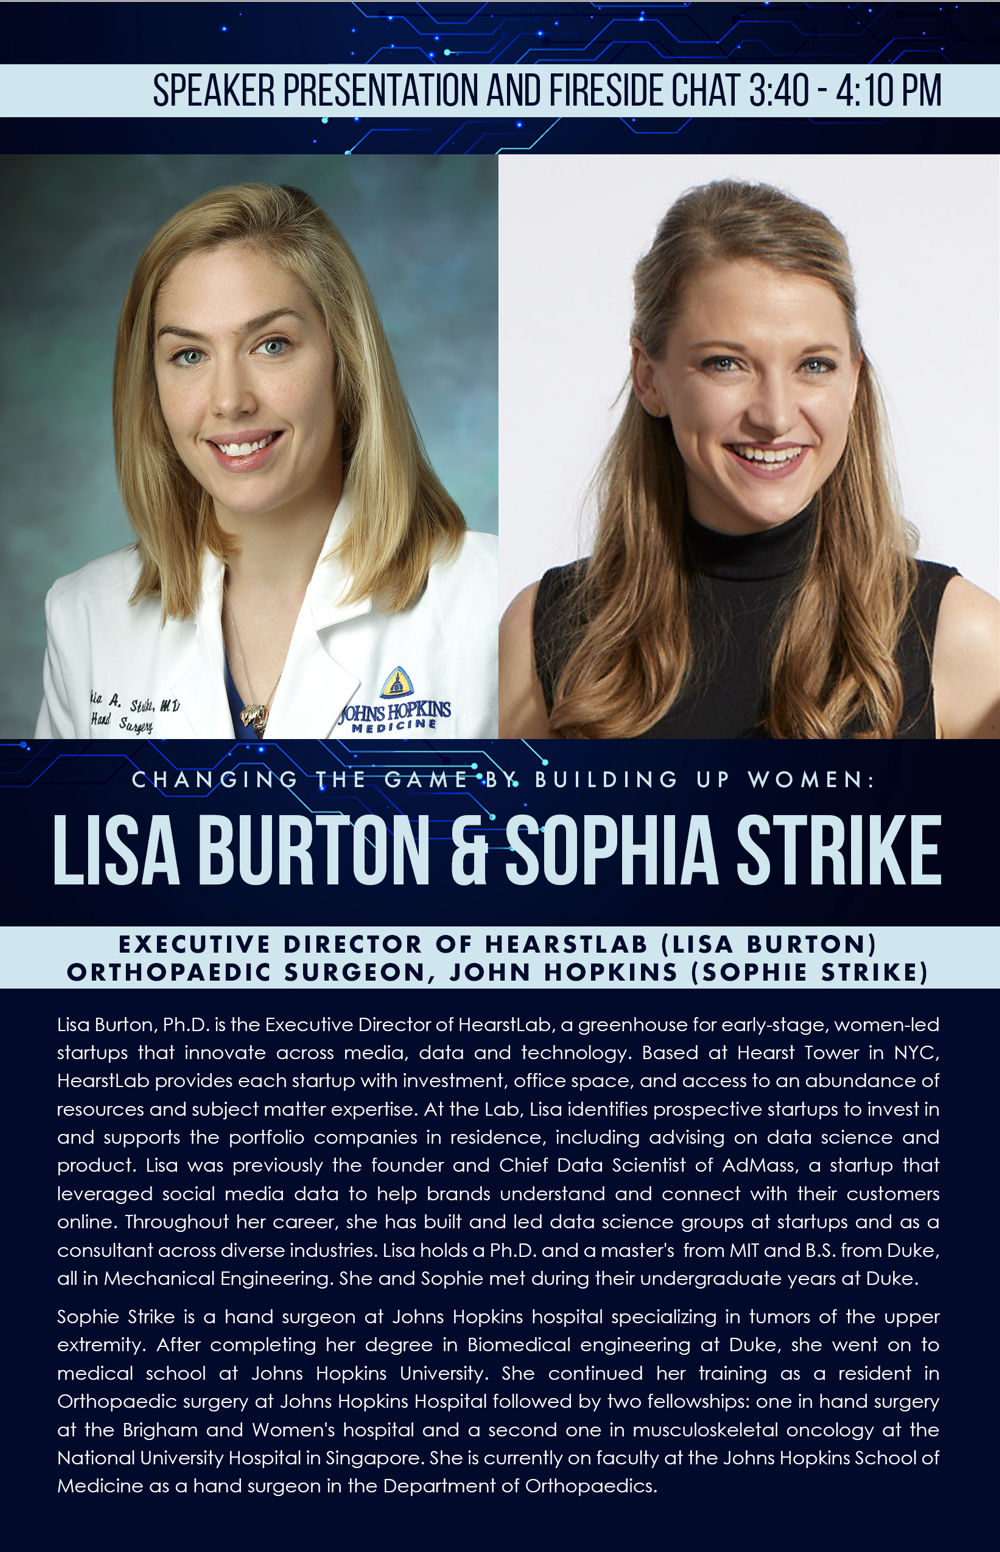 SPEAKER PRESENTATION AND FIRESIDE CHAT 3:40 - 4:10 PM
A. Strike, M.D
Hand Surgery
JOHNS HOPKINS
MEDICINE
CHANGING THE GAME BY BUILDING UP WOMEN:
LISA BURTON & SOPHIA STRIKE
EXECUTIVE DIRECTOR OF HEARSTLAB (LISA BURTON)
ORTHOPAEDIC SURGEON, JOHN HOPKINS (SOPHIE STRIKE)
Lisa Burton, Ph.D. is the Executive Director of HearstLab, a greenhouse for early-stage, women-led
startups that innovate across media, data and technology. Based at Hearst Tower in NYC,
HearstLab provides each startup with investment, office space, and access to an abundance of
resources and subject matter expertise. At the Lab, Lisa identifies prospective startups to invest in
and supports the portfolio companies in residence, including advising on data science and
product. Lisa was previously the founder and Chief Data Scientist of AdMass, a startup that
leveraged social media data to help brands understand and connect with their customers
online. Throughout her career, she has built and led data science groups at startups and as a
consultant across diverse industries. Lisa holds a Ph.D. and a master's from MIT and B.S. from Duke,
all in Mechanical Engineering. She and Sophie met during their undergraduate years at Duke.
Sophie Strike is a hand surgeon at Johns Hopkins hospital specializing in tumors of the upper
extremity. After completing her degree in Biomedical engineering at Duke, she went on to
medical school at Johns Hopkins University. She continued her training as a resident in
Orthopaedic surgery at Johns Hopkins Hospital followed by two fellowships: one in hand surgery
at the Brigham and Women's hospital and a second one in musculoskeletal oncology at the
National University Hospital in Singapore. She is currently on faculty at the Johns Hopkins School of
Medicine as a hand surgeon in the Department of Orthopaedics.